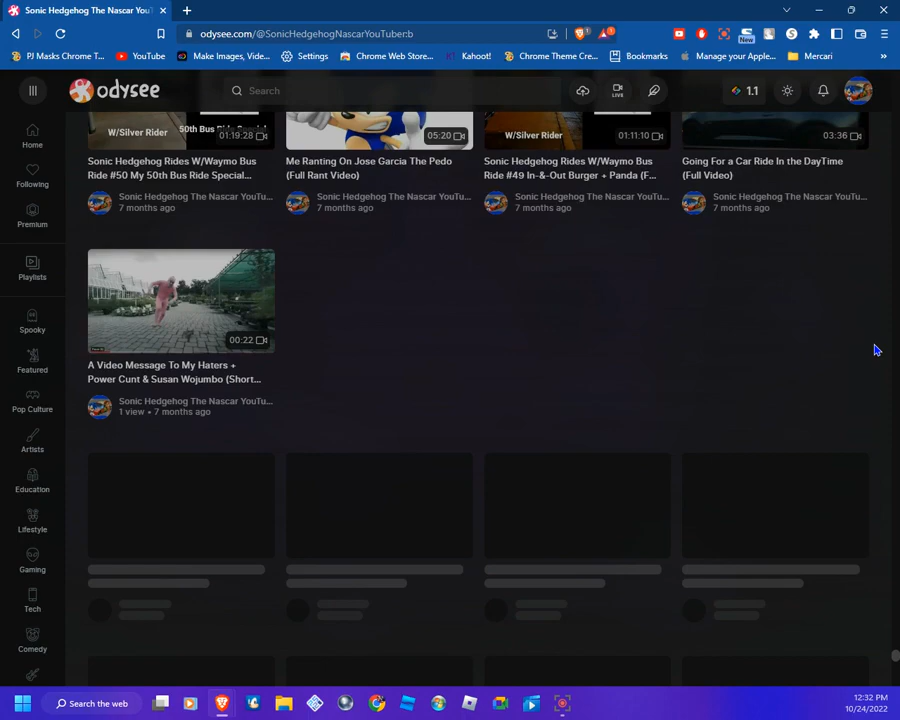 Sonic Hedgehog The Nascar You
odysee.com/@SonicHedgehogNascarYouTuber:b
PJ Masks Chrome T...
YouTube
Make Images, Vide...
Settings
Chrome Web Store...
Kahoot!
Chrome Theme Cre...
Bookmarks
Manage your Apple...
Mercari
»
ODYSEE
Search
LIVE
1.1
New
W/Silver Rider
50th Bus Ride
01:19:28
05:20
W/Silver Rider
01:11:10
03:36
Home
Following
Premium
Playlists
Spooky
Featured
Pop Culture
Artists
Education
Lifestyle
Gaming
Tech
Comedy
Sonic Hedgehog Rides W/Waymo Bus
Ride #50 My 50th Bus Ride Special...
Sonic Hedgehog The Nascar YouTu...
7 months ago
Me Ranting On Jose Garcia The Pedo
(Full Rant Video)
Sonic Hedgehog The Nascar YouTu...
7 months ago
Sonic Hedgehog Rides W/Waymo Bus
Ride #49 In-&-Out Burger + Panda (F...
Sonic Hedgehog The Nascar YouTu...
7 months ago
Going For a Car Ride In the DayTime
(Full Video)
Sonic Hedgehog The Nascar YouTu...
7 months ago
00:22
A Video Message To My Haters +
Power Cunt & Susan Wojumbo (Short...
Sonic Hedgehog The Nascar YouTu...
1 view • 7 months ago
Search the web
12:32 PM
10/24/2022